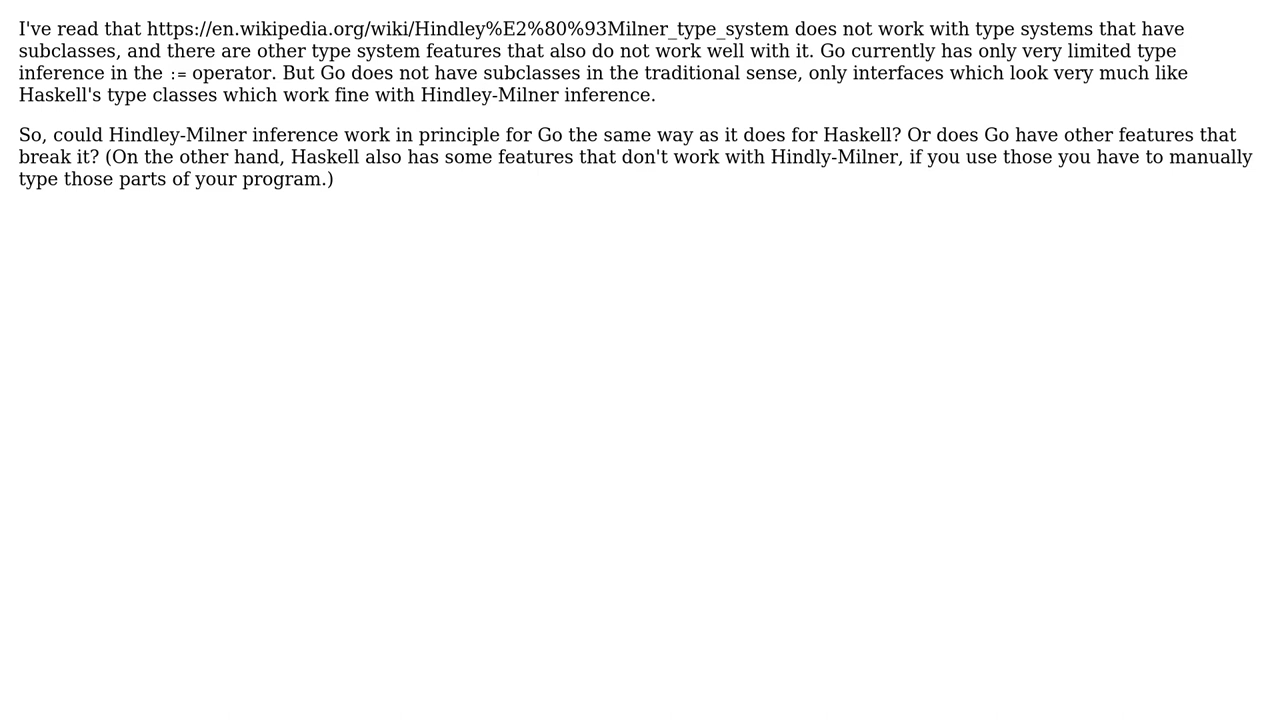 I've read that https://en.wikipedia.org/wiki/Hindley%E2%80%93Milner_type_system does not work with type systems that have
subclasses, and there are other type system features that also do not work well with it. Go currently has only very limited type
inference in the := operator. But Go does not have subclasses in the traditional sense, only interfaces which look very much like
Haskell's type classes which work fine with Hindley-Milner inference.
So, could Hindley-Milner inference work in principle for Go the same way as it does for Haskell? Or does Go have other features that
break it? (On the other hand, Haskell also has some features that don't work with Hindly-Milner, if you use those you have to manually
type those parts of your program.)